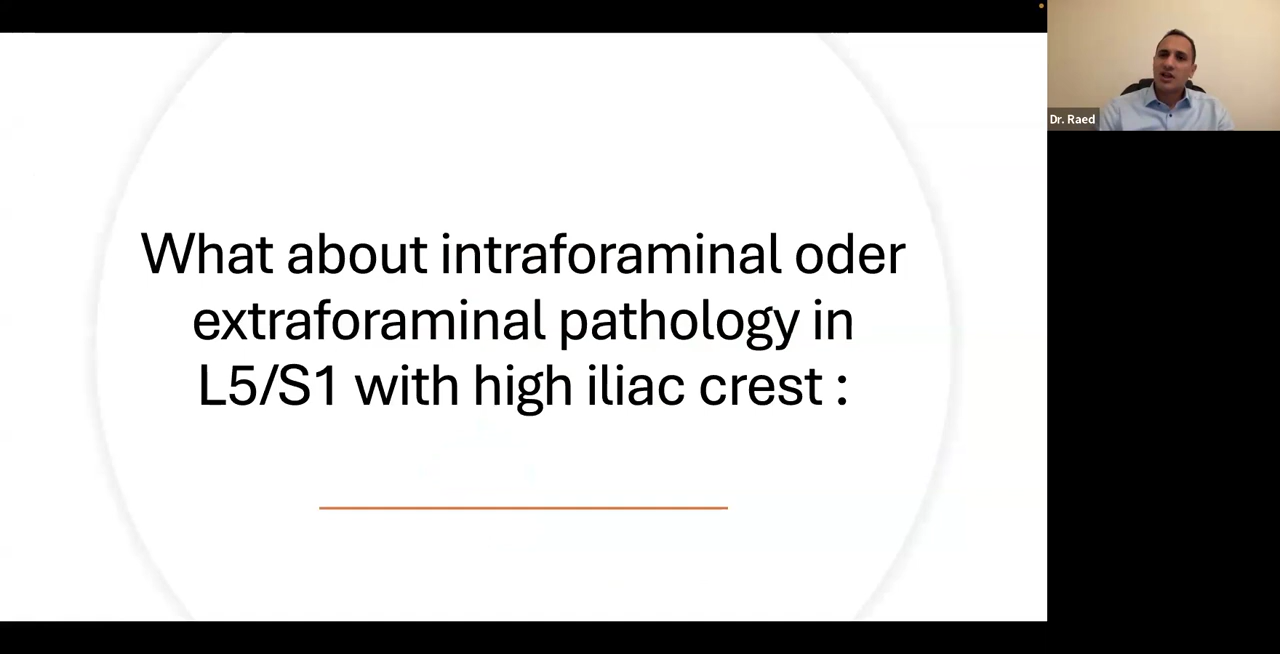 What about intraforaminal oder
extraforaminal pathology in
L5/S1 with high iliac crest :
Dr. Raed